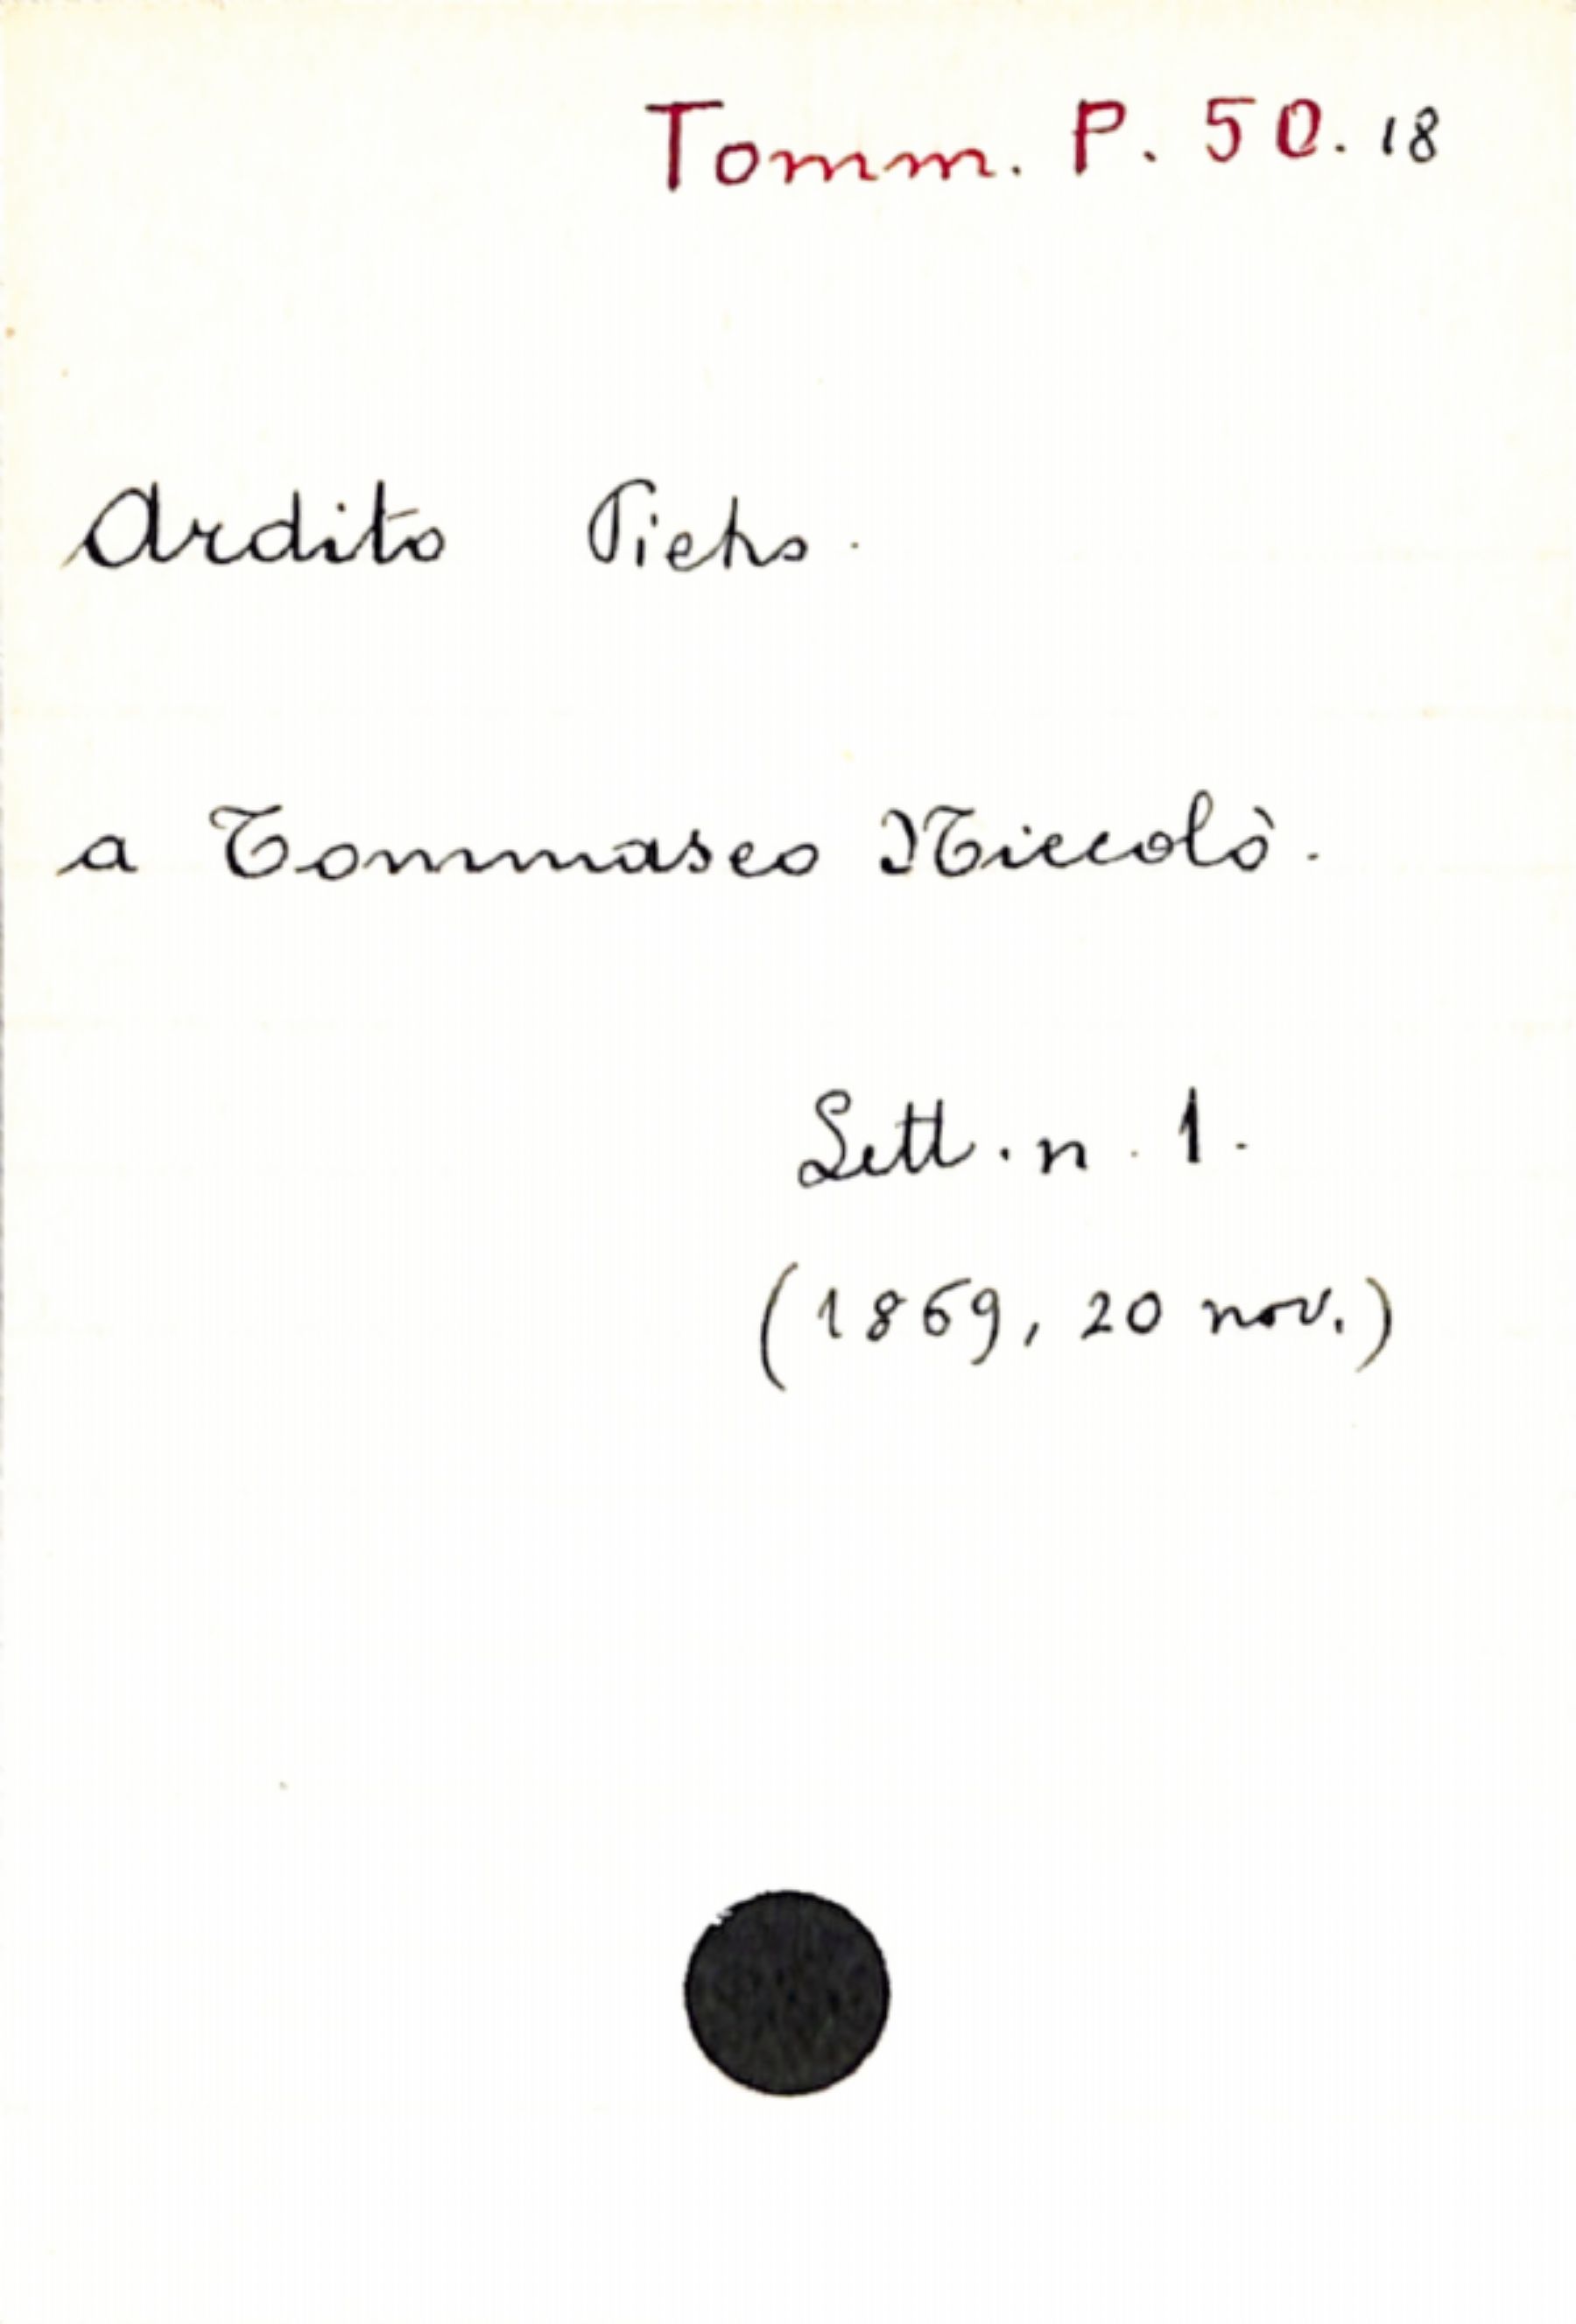 Tomm. P. 50. 18
Ardito Pietro.
a Tommaseo Niccolò.
Lett. n. 1.
(1869, 20 nov.)